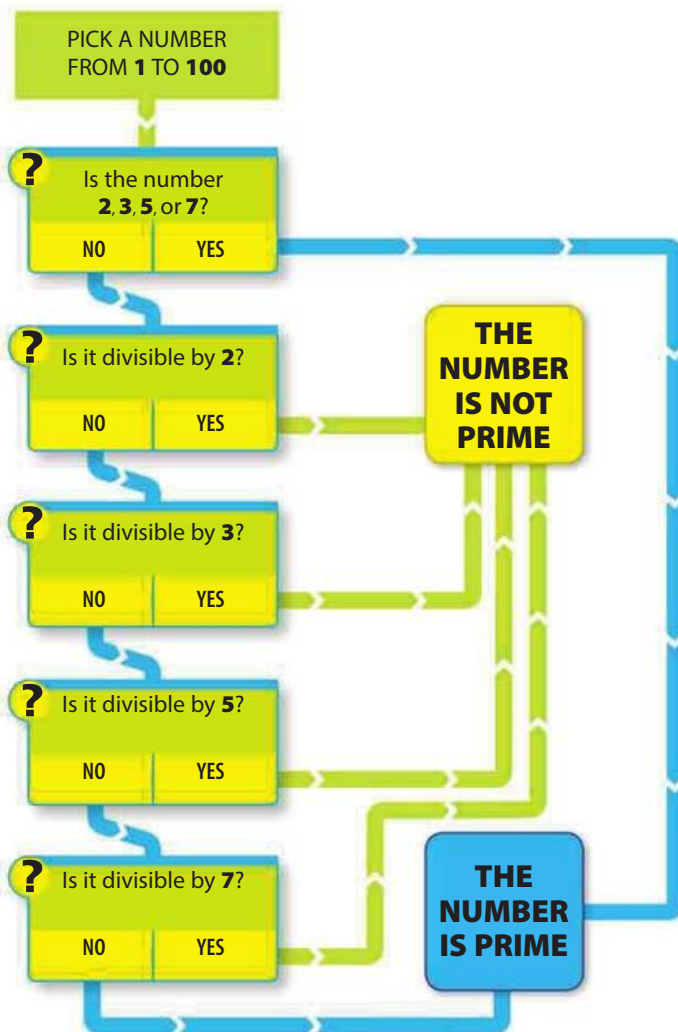 PICK A NUMBER
FROM 1 TO 100
?
Is the number
2, 3, 5, or 7?
NO YES
?
Is it divisible by 2?
NO YES
THE
NUMBER
IS NOT
PRIME
?
Is it divisible by 3?
NO YES
?
Is it divisible by 5?
NO YES
?
Is it divisible by 7?
NO YES
THE
NUMBER
IS PRIME